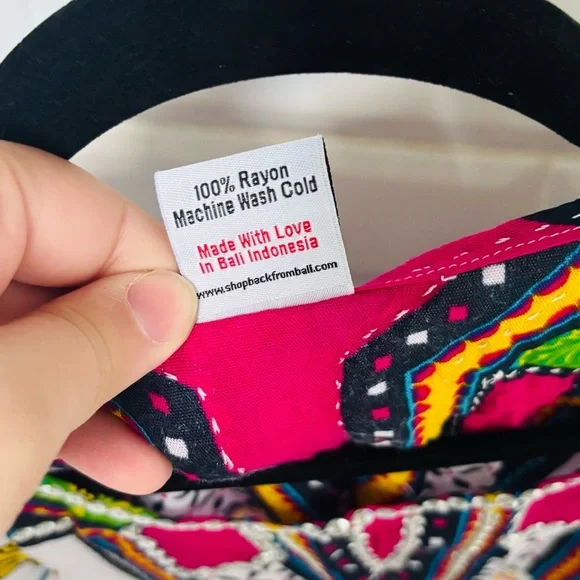 100% Rayon
Machine Wash Cold
Made With Love
In Bali Indonesia
www.shopbackfrombali.com